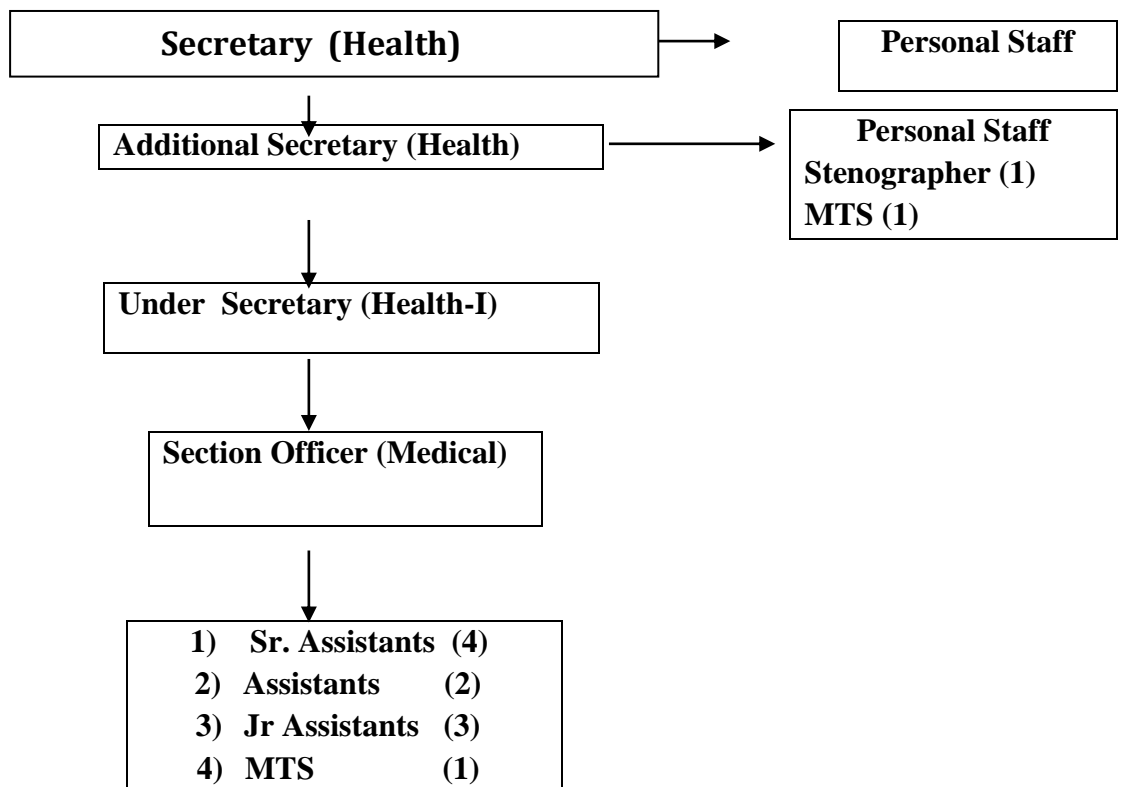 Secretary (Health)
Personal Staff
Additional Secretary (Health)
Personal Staff
Stenographer (1)
MTS (1)
Under Secretary (Health-I)
Section Officer (Medical)
1) Sr. Assistants (4)
2) Assistants (2)
3) Jr Assistants (3)
4) MTS (1)